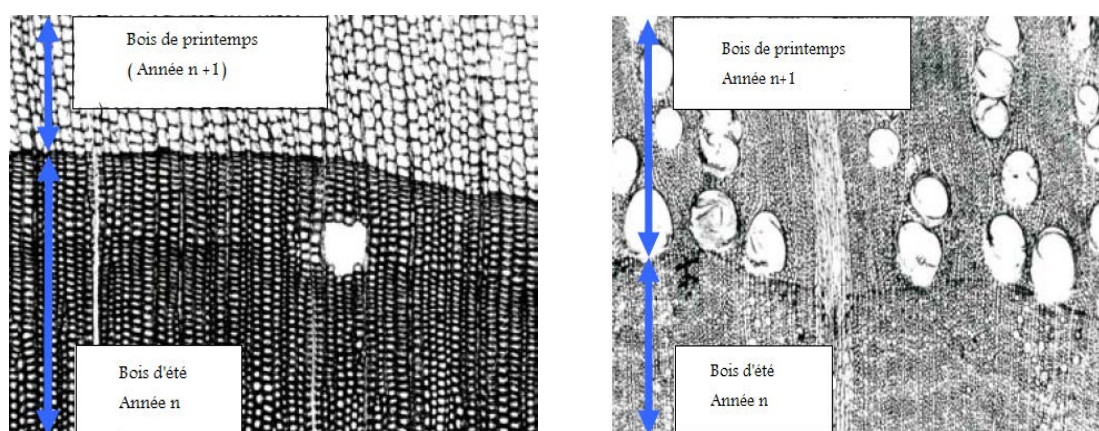 Bois de printemps
( Année n +1)
Bois d'été
Année n
Bois de printemps
Année n+1
Bois d'été
Année n